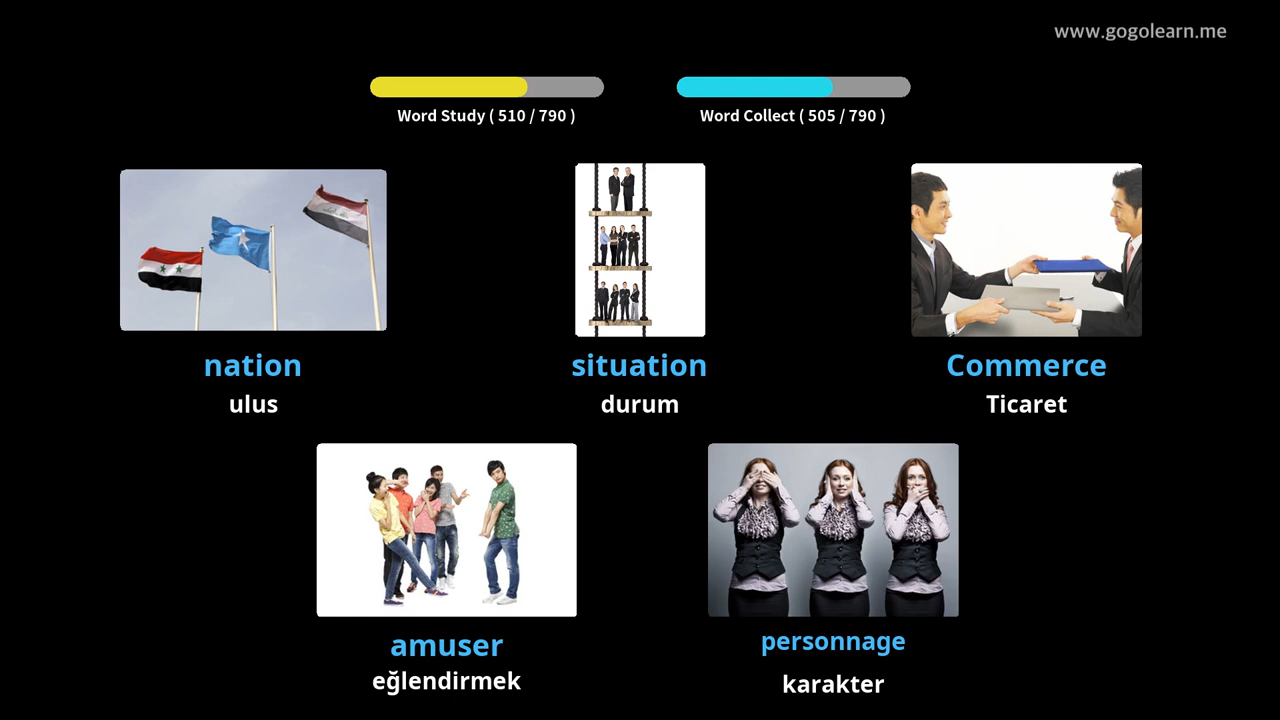 www.gogolearn.me
Word Study ( 510 / 790 )
Word Collect ( 505 / 790 )
nation
ulus
situation
durum
Commerce
Ticaret
amuser
eğlendirmek
personnage
karakter